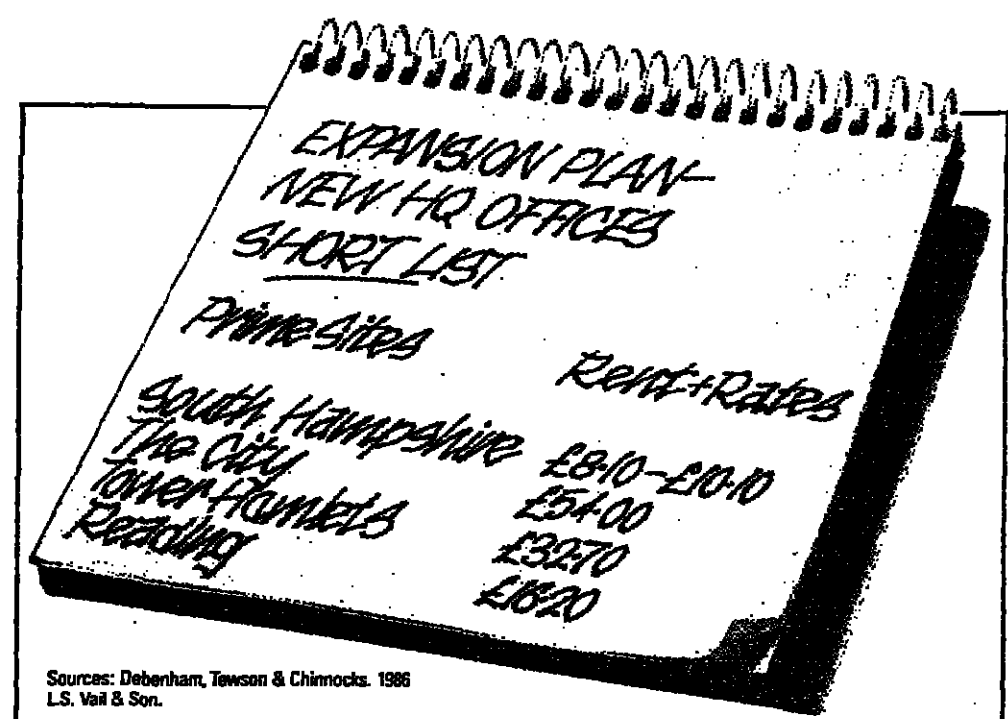 EXPANSION PLAN—
NEW HQ OFFICES
SHORT LIST
Prime Sites
Rent+Rates
South Hampshire £8·10–£10·10
The City £54·00
Tower Hamlets £32·70
Reading £16·20
Sources: Debenham, Tewson & Chinnocks. 1986
L.S. Vail & Son.